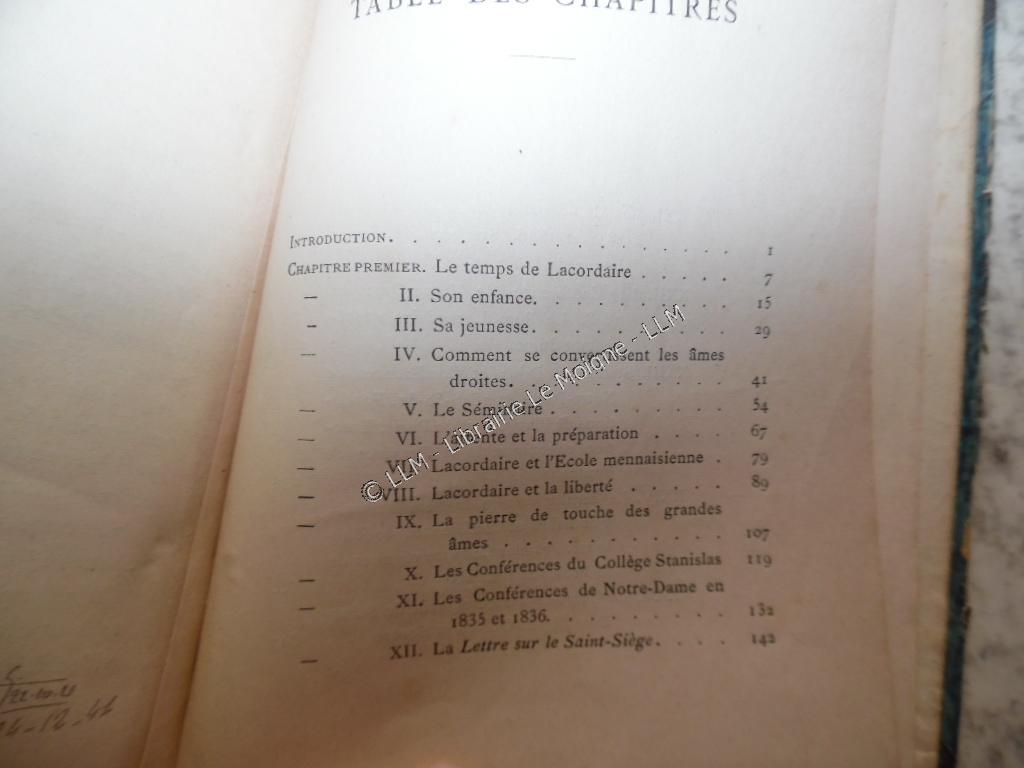 TABLE DES CHAPITRES
INTRODUCTION. . . . . . . . . . . . . . . . 1
CHAPITRE PREMIER. Le temps de Lacordaire . . . . . 7
— II. Son enfance. . . . . . . . . . 15
— III. Sa jeunesse. . . . . . . . . . 29
— IV. Comment se convertissent les âmes
droites. . . . . . . . . . . 41
— V. Le Séminaire . . . . . . . . . 54
— VI. L'attente et la préparation . . . . 67
— VII. Lacordaire et l'Ecole mennaisienne . 79
— VIII. Lacordaire et la liberté . . . . . 89
— IX. La pierre de touche des grandes
âmes . . . . . . . . . . . 107
— X. Les Conférences du Collège Stanislas 119
— XI. Les Conférences de Notre-Dame en
1835 et 1836. . . . . . . . . 132
— XII. La Lettre sur le Saint-Siège. . . . . 142
© LLM - Librairie Le Moigne - LLM